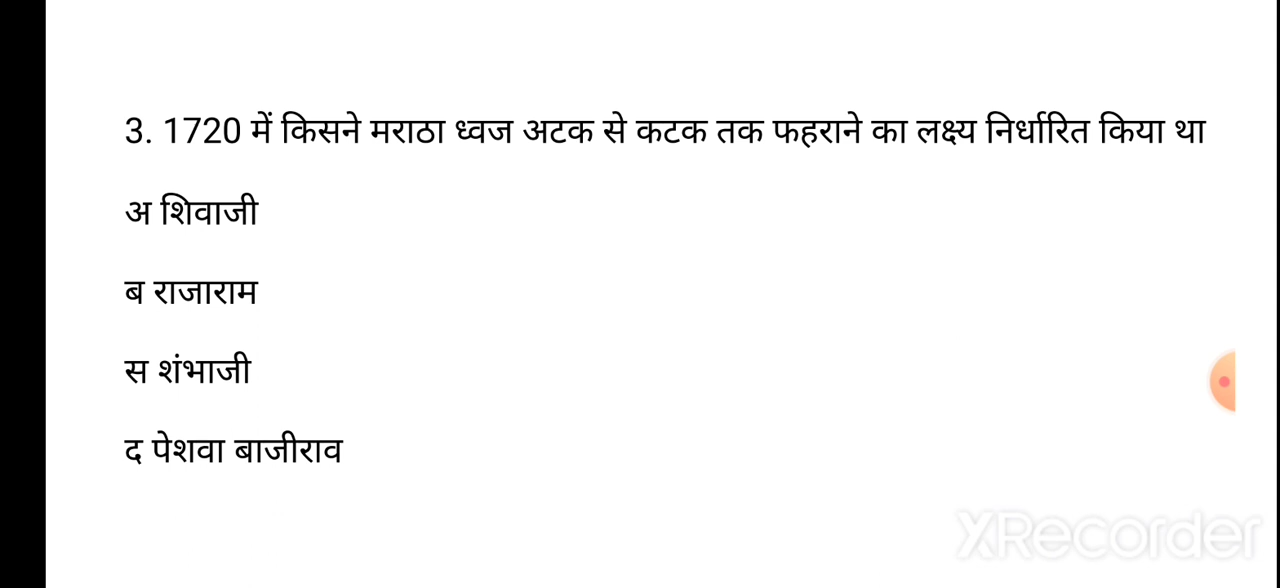 3. 1720 में किसने मराठा ध्वज अटक से कटक तक फहराने का लक्ष्य निर्धारित किया था
अ शिवाजी
ब राजाराम
स शंभाजी
द पेशवा बाजीराव
XRecorder